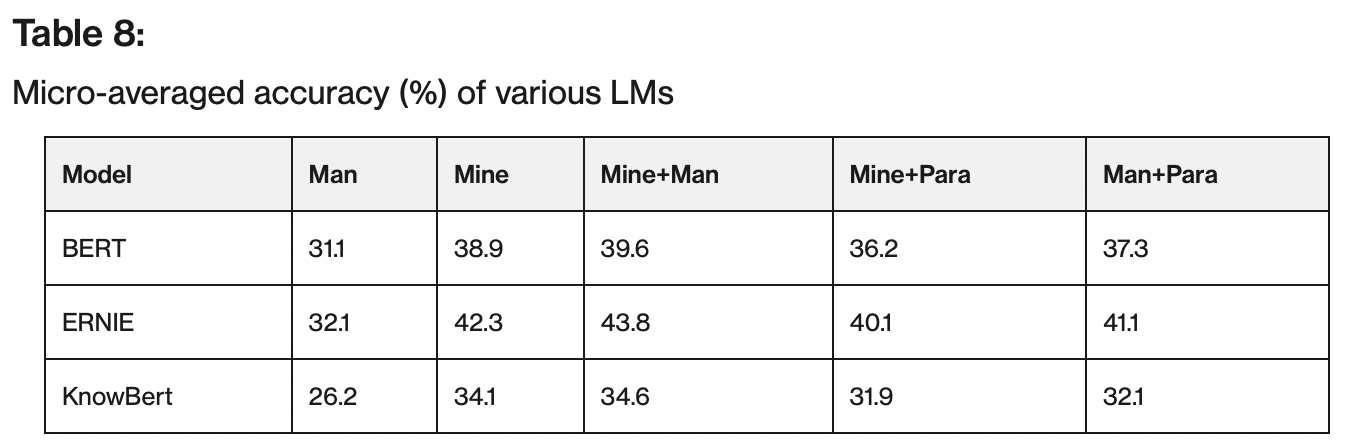 Table 8:
Micro-averaged accuracy (%) of various LMs
Model Man Mine Mine+Man Mine+Para Man+Para
BERT 31.1 38.9 39.6 36.2 37.3
ERNIE 32.1 42.3 43.8 40.1 41.1
KnowBert 26.2 34.1 34.6 31.9 32.1